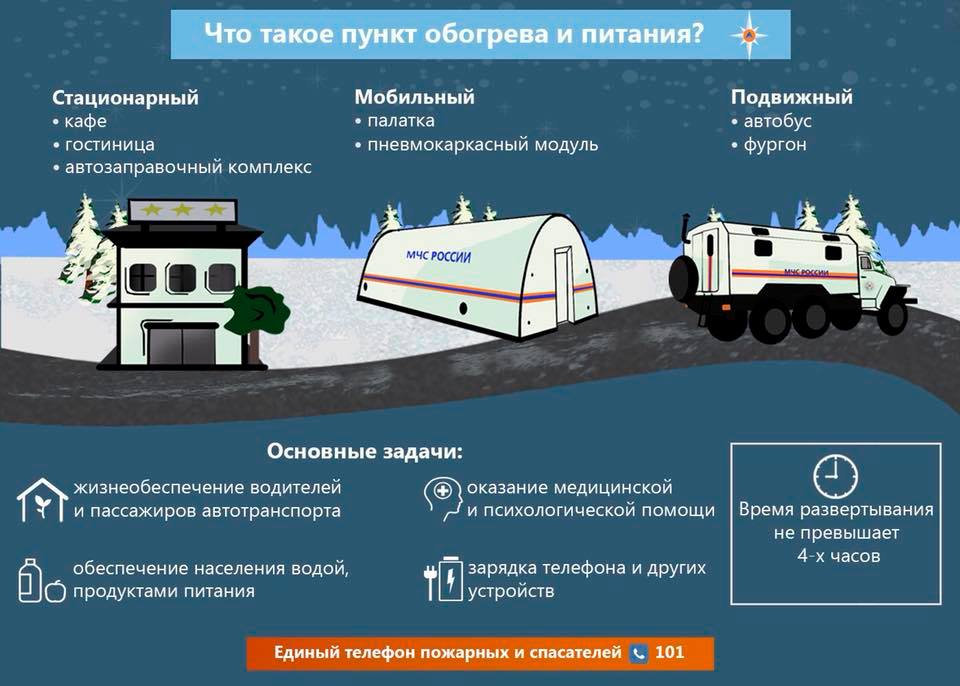 Что такое пункт обогрева и питания?
Стационарный
• кафе
• гостиница
• автозаправочный комплекс
Мобильный
• палатка
• пневмокаркасный модуль
Подвижный
• автобус
• фургон
МЧС РОССИИ
МЧС РОССИИ
Основные задачи:
жизнеобеспечение водителей
и пассажиров автотранспорта
оказание медицинской
и психологической помощи
обеспечение населения водой,
продуктами питания
зарядка телефона и других
устройств
Время развертывания
не превышает
4-х часов
Единый телефон пожарных и спасателей 101